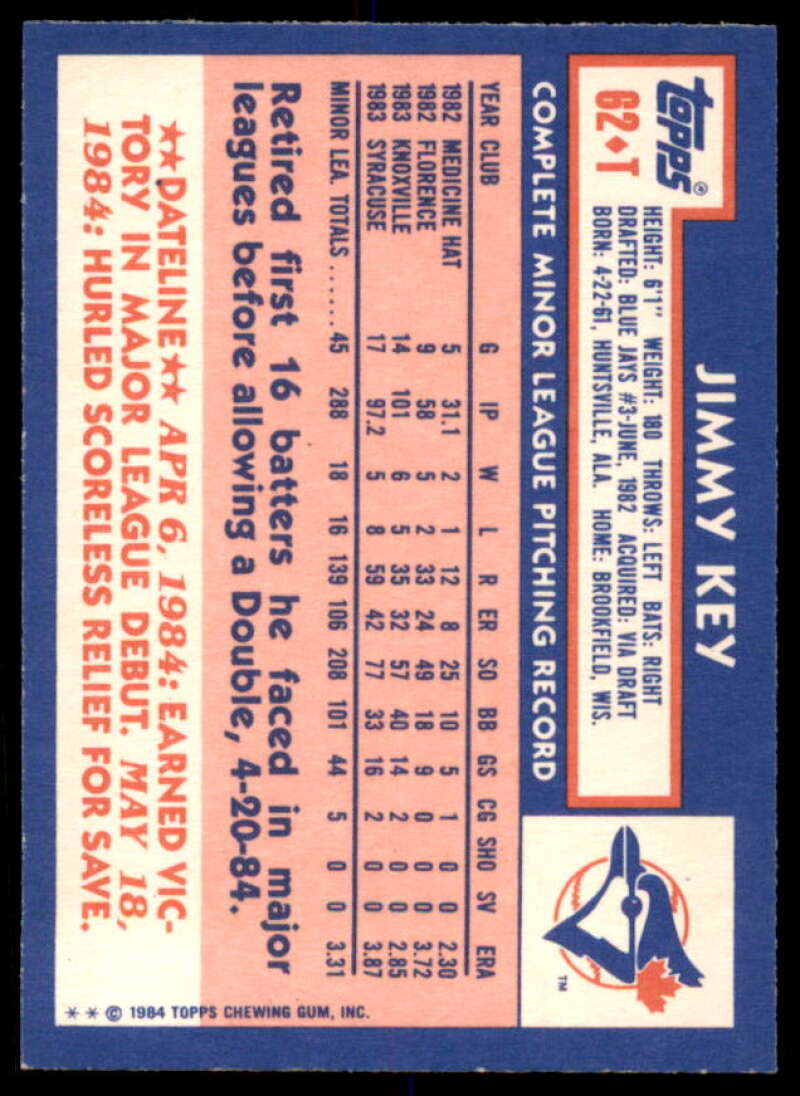 JIMMY KEY
topps®
62♦T
HEIGHT: 6'1" WEIGHT: 180 THROWS: LEFT BATS: RIGHT
DRAFTED: BLUE JAYS #3-JUNE, 1982 ACQUIRED: VIA DRAFT
BORN: 4-22-61, HUNTSVILLE, ALA. HOME: BROOKFIELD, WIS.
TM
COMPLETE MINOR LEAGUE PITCHING RECORD
YEAR CLUB G IP W L R ER SO BB GS CG SHO SV ERA
1982 MEDICINE HAT 5 31.1 2 1 12 8 25 10 5 1 0 0 2.30
1982 FLORENCE 9 58 5 2 33 24 49 18 9 0 0 0 3.72
1983 KNOXVILLE 14 101 6 5 35 32 57 40 14 2 0 0 2.85
1983 SYRACUSE 17 97.2 5 8 59 42 77 33 16 2 0 0 3.87
MINOR LEA. TOTALS ...... 45 288 18 16 139 106 208 101 44 5 0 0 3.31
Retired first 16 batters he faced in major
leagues before allowing a Double, 4-20-84.
★★DATELINE★★ APR 6, 1984: EARNED VIC-
TORY IN MAJOR LEAGUE DEBUT. MAY 18,
1984: HURLED SCORELESS RELIEF FOR SAVE.
* * © 1984 TOPPS CHEWING GUM, INC.